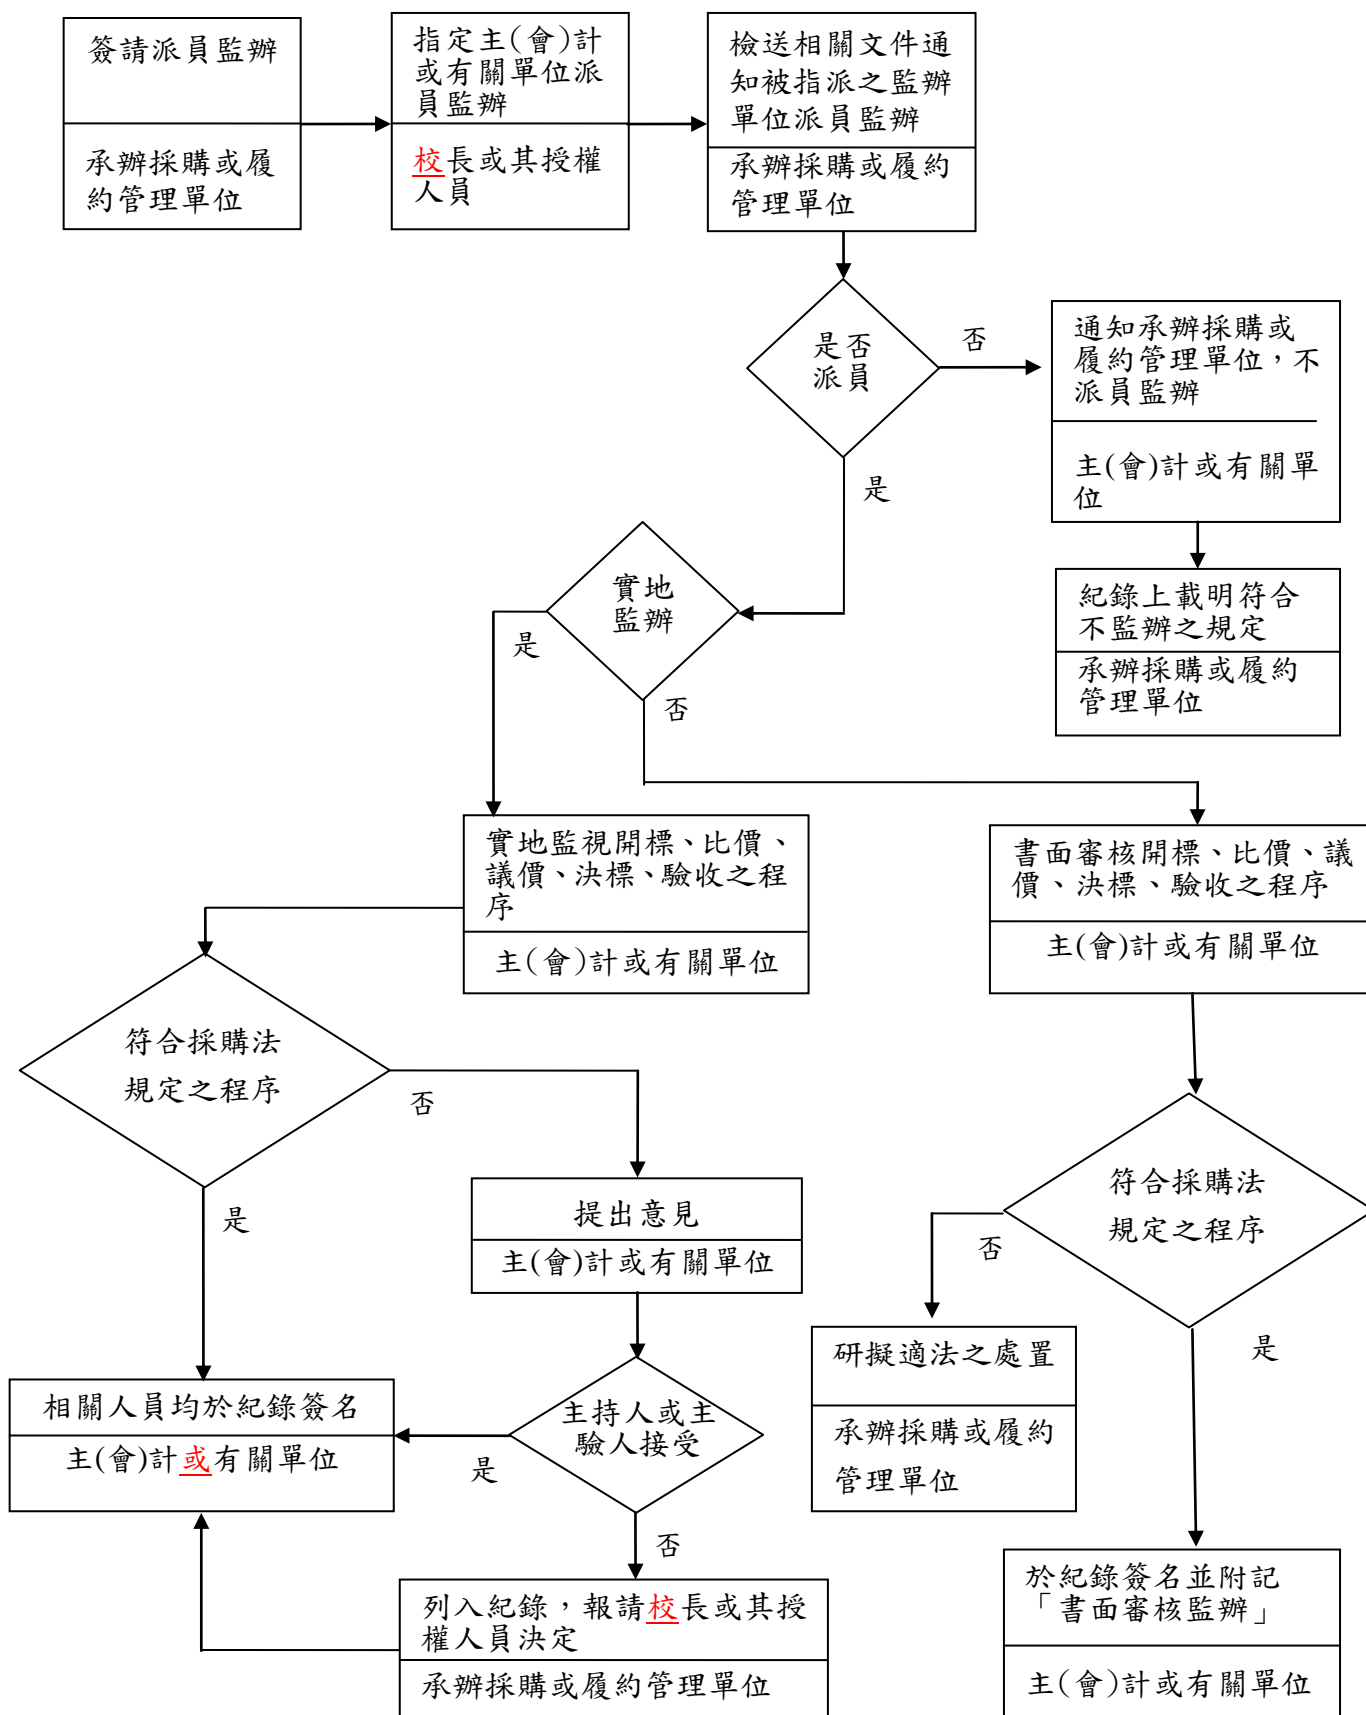 簽請派員監辦
承辦採購或履
約管理單位
指定主(會)計
或有關單位派
員監辦
校長或其授權
人員
檢送相關文件通
知被指派之監辦
單位派員監辦
承辦採購或履約
管理單位
是否
派員
否
通知承辦採購或
履約管理單位，不
派員監辦
主(會)計或有關單
位
是
紀錄上載明符合
不監辦之規定
承辦採購或履約
管理單位
實地
監辦
是
否
實地監視開標、比價、
議價、決標、驗收之程
序
主(會)計或有關單位
書面審核開標、比價、議
價、決標、驗收之程序
主(會)計或有關單位
符合採購法
規定之程序
否
是
提出意見
主(會)計或有關單位
符合採購法
規定之程序
否
是
研擬適法之處置
承辦採購或履約
管理單位
相關人員均於紀錄簽名
主(會)計或有關單位
主持人或主
驗人接受
是
否
列入紀錄，報請校長或其授
權人員決定
承辦採購或履約管理單位
於紀錄簽名並附記
「書面審核監辦」
主(會)計或有關單位